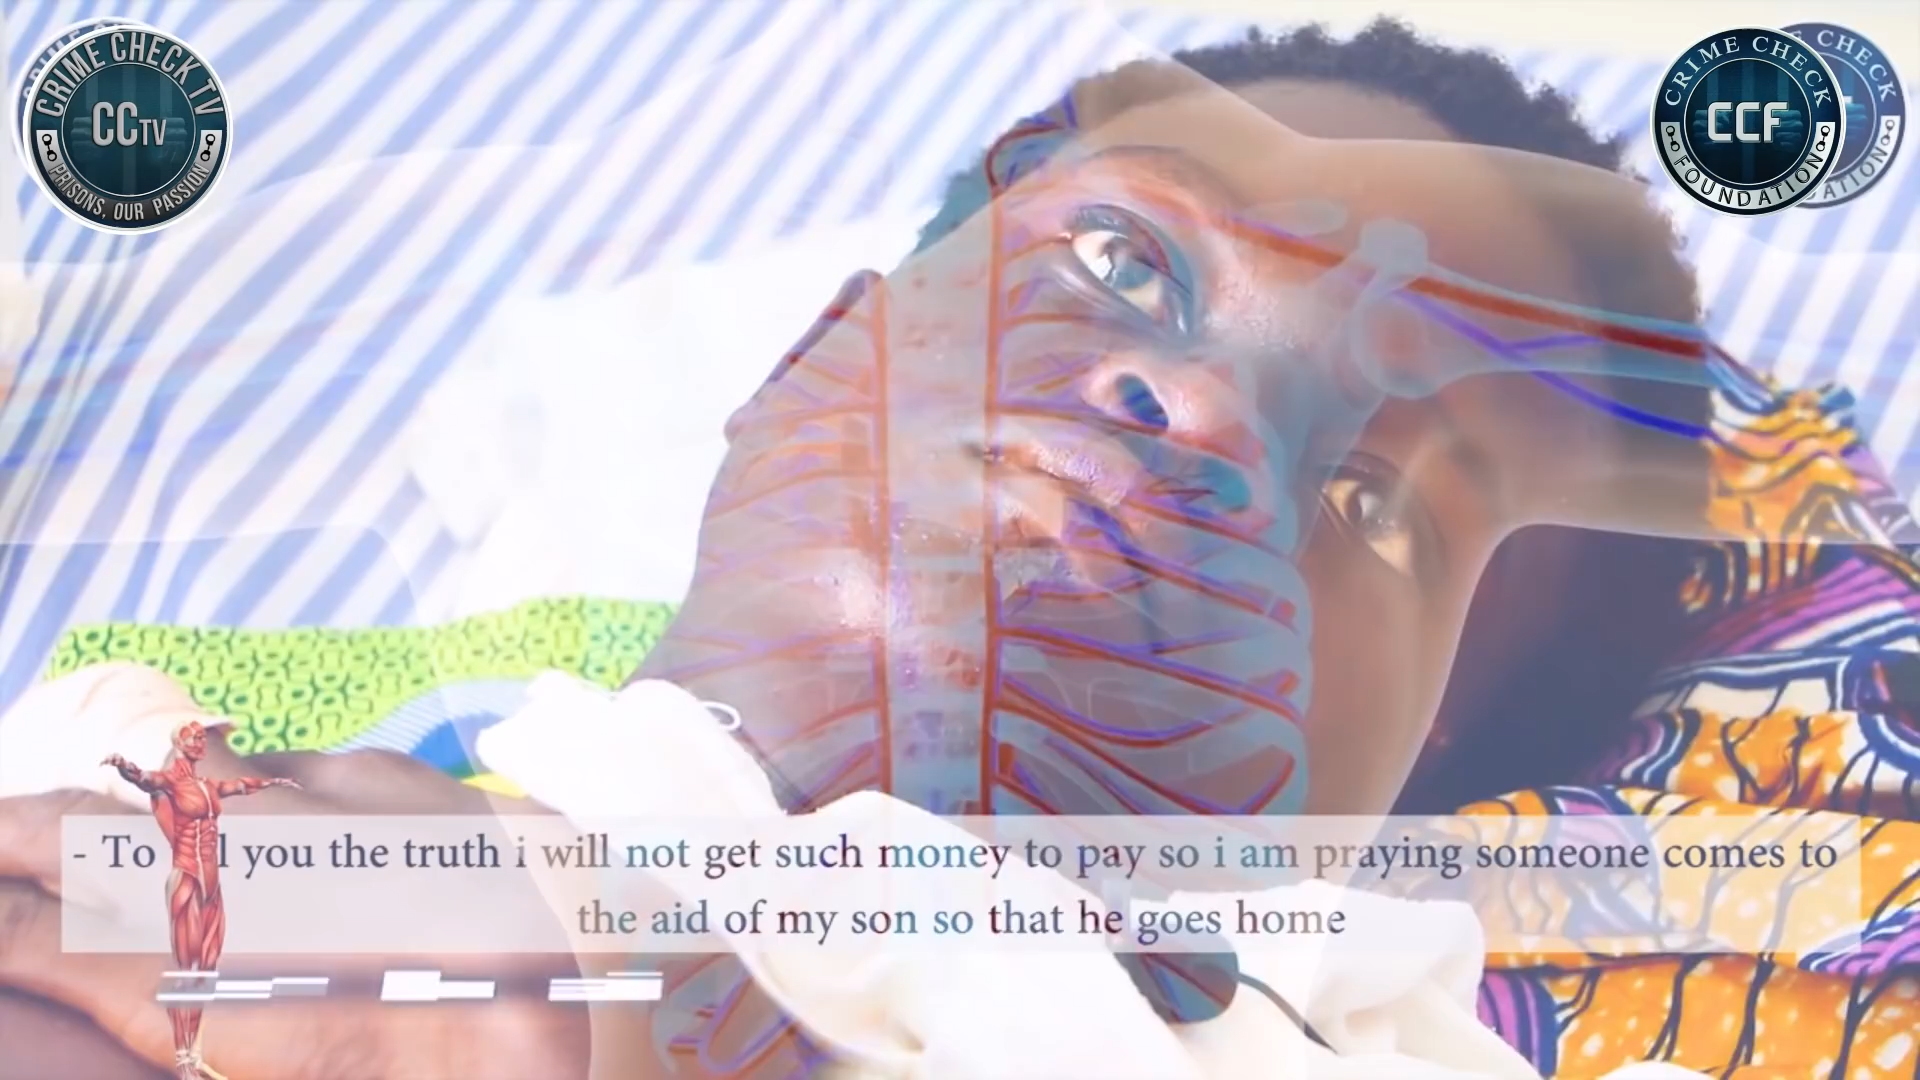 CRIME CHECK TV
CCTV
PRISONS, OUR PASSION
CRIME CHECK
CCF
FOUNDATION
CHECK
ATION
- To l you the truth i will not get such money to pay so i am praying someone comes to
the aid of my son so that he goes home